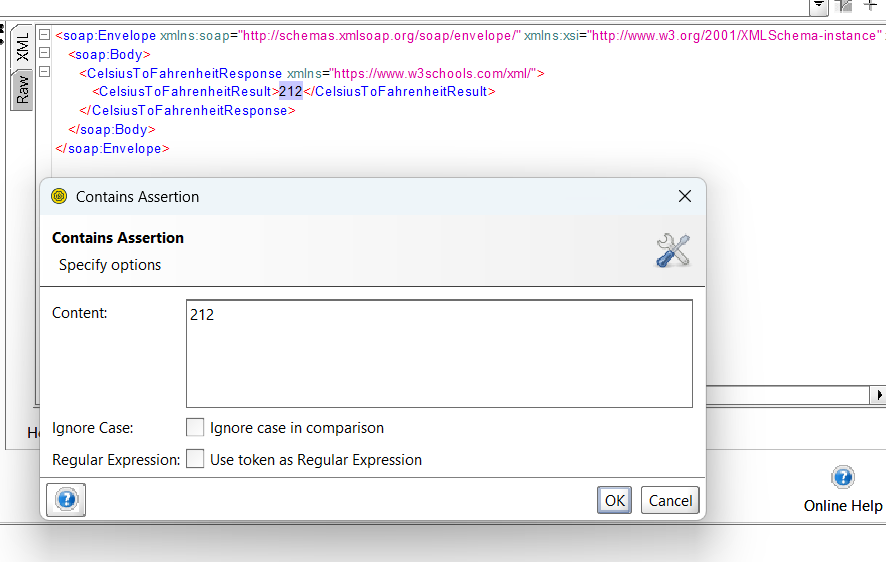 XML
Raw
<soap:Envelope xmlns:soap="http://schemas.xmlsoap.org/soap/envelope/" xmlns:xsi="http://www.w3.org/2001/XMLSchema-instance"
<soap:Body>
<CelsiusToFahrenheitResponse xmlns="https://www.w3schools.com/xml/">
<CelsiusToFahrenheitResult>212</CelsiusToFahrenheitResult>
</CelsiusToFahrenheitResponse>
</soap:Body>
</soap:Envelope>
Contains Assertion
Contains Assertion
Specify options
Content:
212
Ignore Case:
Ignore case in comparison
Regular Expression:
Use token as Regular Expression
OK
Cancel
Online Help